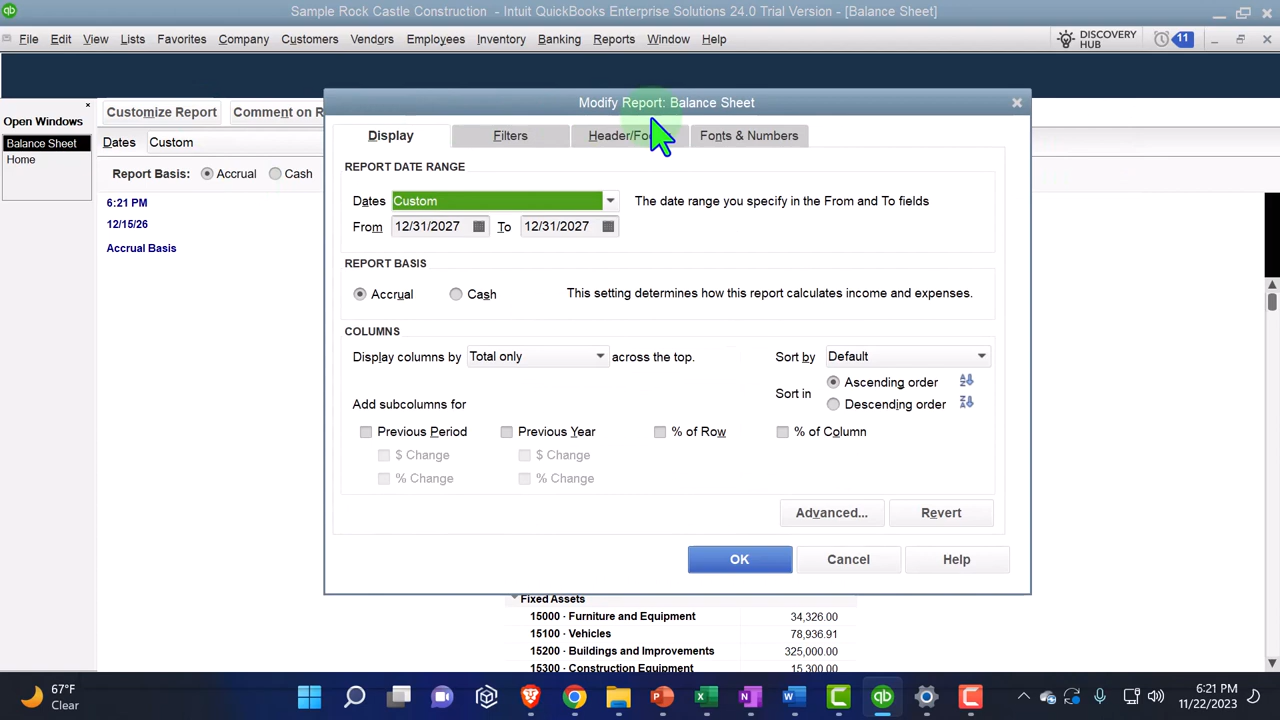 Sample Rock Castle Construction - Intuit QuickBooks Enterprise Solutions 24.0 Trial Version - [Balance Sheet]
File Edit View Lists Favorites Company Customers Vendors Employees Inventory Banking Reports Window Help
DISCOVERY
HUB
11
Open Windows
Balance Sheet
Home
Customize Report
Comment on R
Dates Custom
Report Basis: Accrual Cash
6:21 PM
12/15/26
Accrual Basis
Modify Report: Balance Sheet
Display Filters Header/Foo Fonts & Numbers
REPORT DATE RANGE
Dates Custom The date range you specify in the From and To fields
From 12/31/2027 To 12/31/2027
REPORT BASIS
Accrual Cash This setting determines how this report calculates income and expenses.
COLUMNS
Display columns by Total only across the top. Sort by Default
Sort in Ascending order
Descending order
Add subcolumns for
Previous Period Previous Year % of Row % of Column
$ Change $ Change
% Change % Change
Advanced... Revert
OK Cancel Help
Fixed Assets
15000 · Furniture and Equipment 34,326.00
15100 · Vehicles 78,936.91
15200 · Buildings and Improvements 325,000.00
15300 · Construction Equipment 15,300.00
67°F
Clear
6:21 PM
11/22/2023